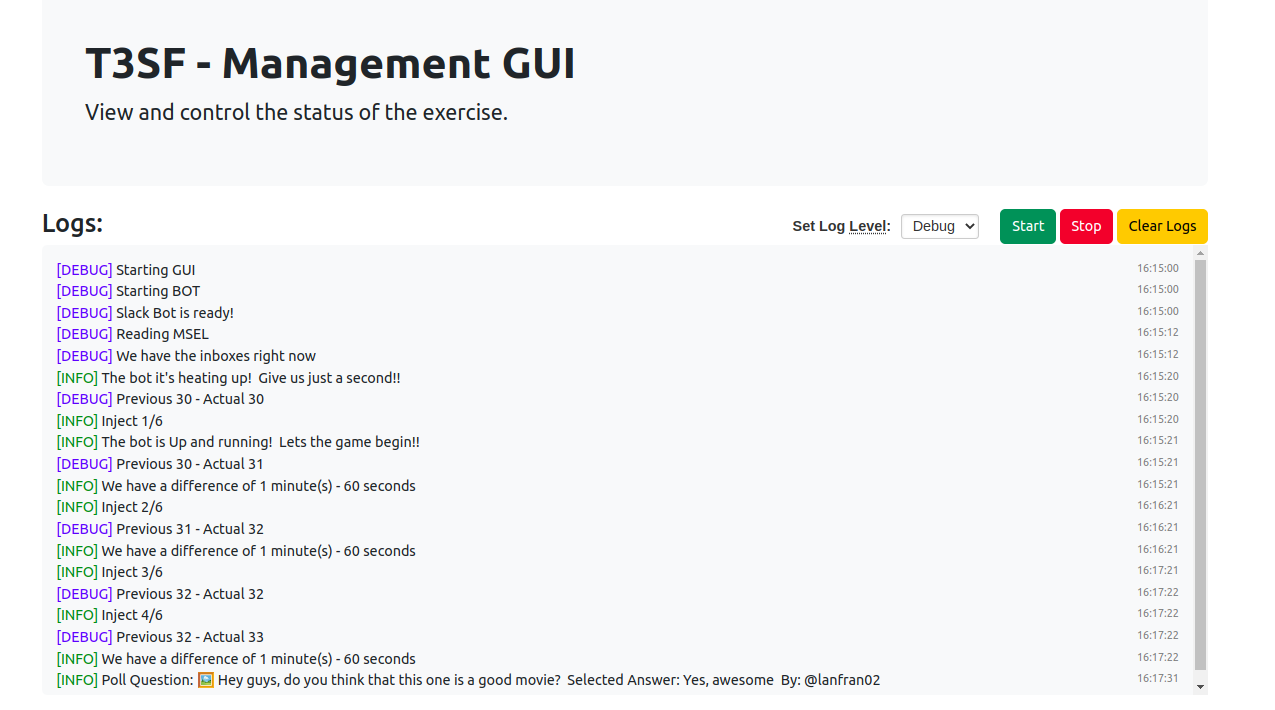 T3SF - Management GUI
View and control the status of the exercise.
Logs: Set Log Level: Debug Start Stop Clear Logs
[DEBUG] Starting GUI 16:15:00
[DEBUG] Starting BOT 16:15:00
[DEBUG] Slack Bot is ready! 16:15:00
[DEBUG] Reading MSEL 16:15:12
[DEBUG] We have the inboxes right now 16:15:12
[INFO] The bot it's heating up!  Give us just a second!! 16:15:20
[DEBUG] Previous 30 - Actual 30 16:15:20
[INFO] Inject 1/6 16:15:20
[INFO] The bot is Up and running!  Lets the game begin!! 16:15:21
[DEBUG] Previous 30 - Actual 31 16:15:21
[INFO] We have a difference of 1 minute(s) - 60 seconds 16:15:21
[INFO] Inject 2/6 16:16:21
[DEBUG] Previous 31 - Actual 32 16:16:21
[INFO] We have a difference of 1 minute(s) - 60 seconds 16:16:21
[INFO] Inject 3/6 16:17:21
[DEBUG] Previous 32 - Actual 32 16:17:22
[INFO] Inject 4/6 16:17:22
[DEBUG] Previous 32 - Actual 33 16:17:22
[INFO] We have a difference of 1 minute(s) - 60 seconds 16:17:22
[INFO] Poll Question: 🖼️ Hey guys, do you think that this one is a good movie?  Selected Answer: Yes, awesome  By: @lanfran02 16:17:31